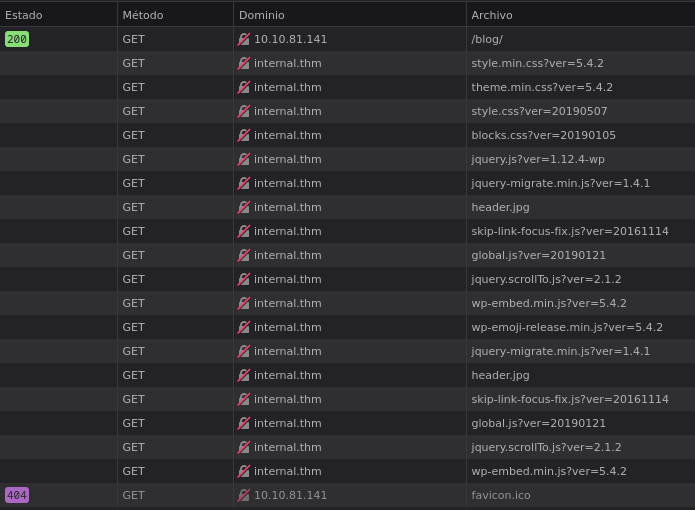 Estado Método Dominio Archivo
200 GET 10.10.81.141 /blog/
GET internal.thm style.min.css?ver=5.4.2
GET internal.thm theme.min.css?ver=5.4.2
GET internal.thm style.css?ver=20190507
GET internal.thm blocks.css?ver=20190105
GET internal.thm jquery.js?ver=1.12.4-wp
GET internal.thm jquery-migrate.min.js?ver=1.4.1
GET internal.thm header.jpg
GET internal.thm skip-link-focus-fix.js?ver=20161114
GET internal.thm global.js?ver=20190121
GET internal.thm jquery.scrollTo.js?ver=2.1.2
GET internal.thm wp-embed.min.js?ver=5.4.2
GET internal.thm wp-emoji-release.min.js?ver=5.4.2
GET internal.thm jquery-migrate.min.js?ver=1.4.1
GET internal.thm header.jpg
GET internal.thm skip-link-focus-fix.js?ver=20161114
GET internal.thm global.js?ver=20190121
GET internal.thm jquery.scrollTo.js?ver=2.1.2
GET internal.thm wp-embed.min.js?ver=5.4.2
404 GET 10.10.81.141 favicon.ico